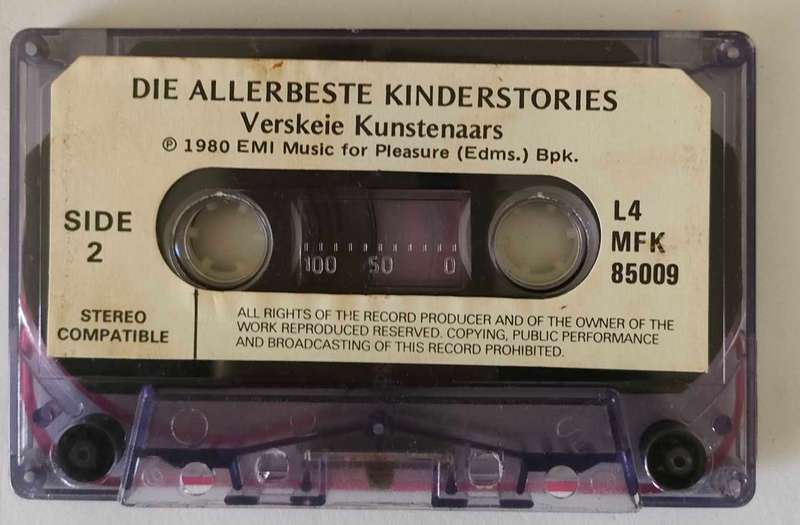 DIE ALLERBESTE KINDERSTORIES
Verskeie Kunstenaars
℗ 1980 EMI Music for Pleasure (Edms.) Bpk.
SIDE
2
L4
MFK
85009
100 50 0
STEREO
COMPATIBLE
ALL RIGHTS OF THE RECORD PRODUCER AND OF THE OWNER OF THE
WORK REPRODUCED RESERVED. COPYING, PUBLIC PERFORMANCE
AND BROADCASTING OF THIS RECORD PROHIBITED.